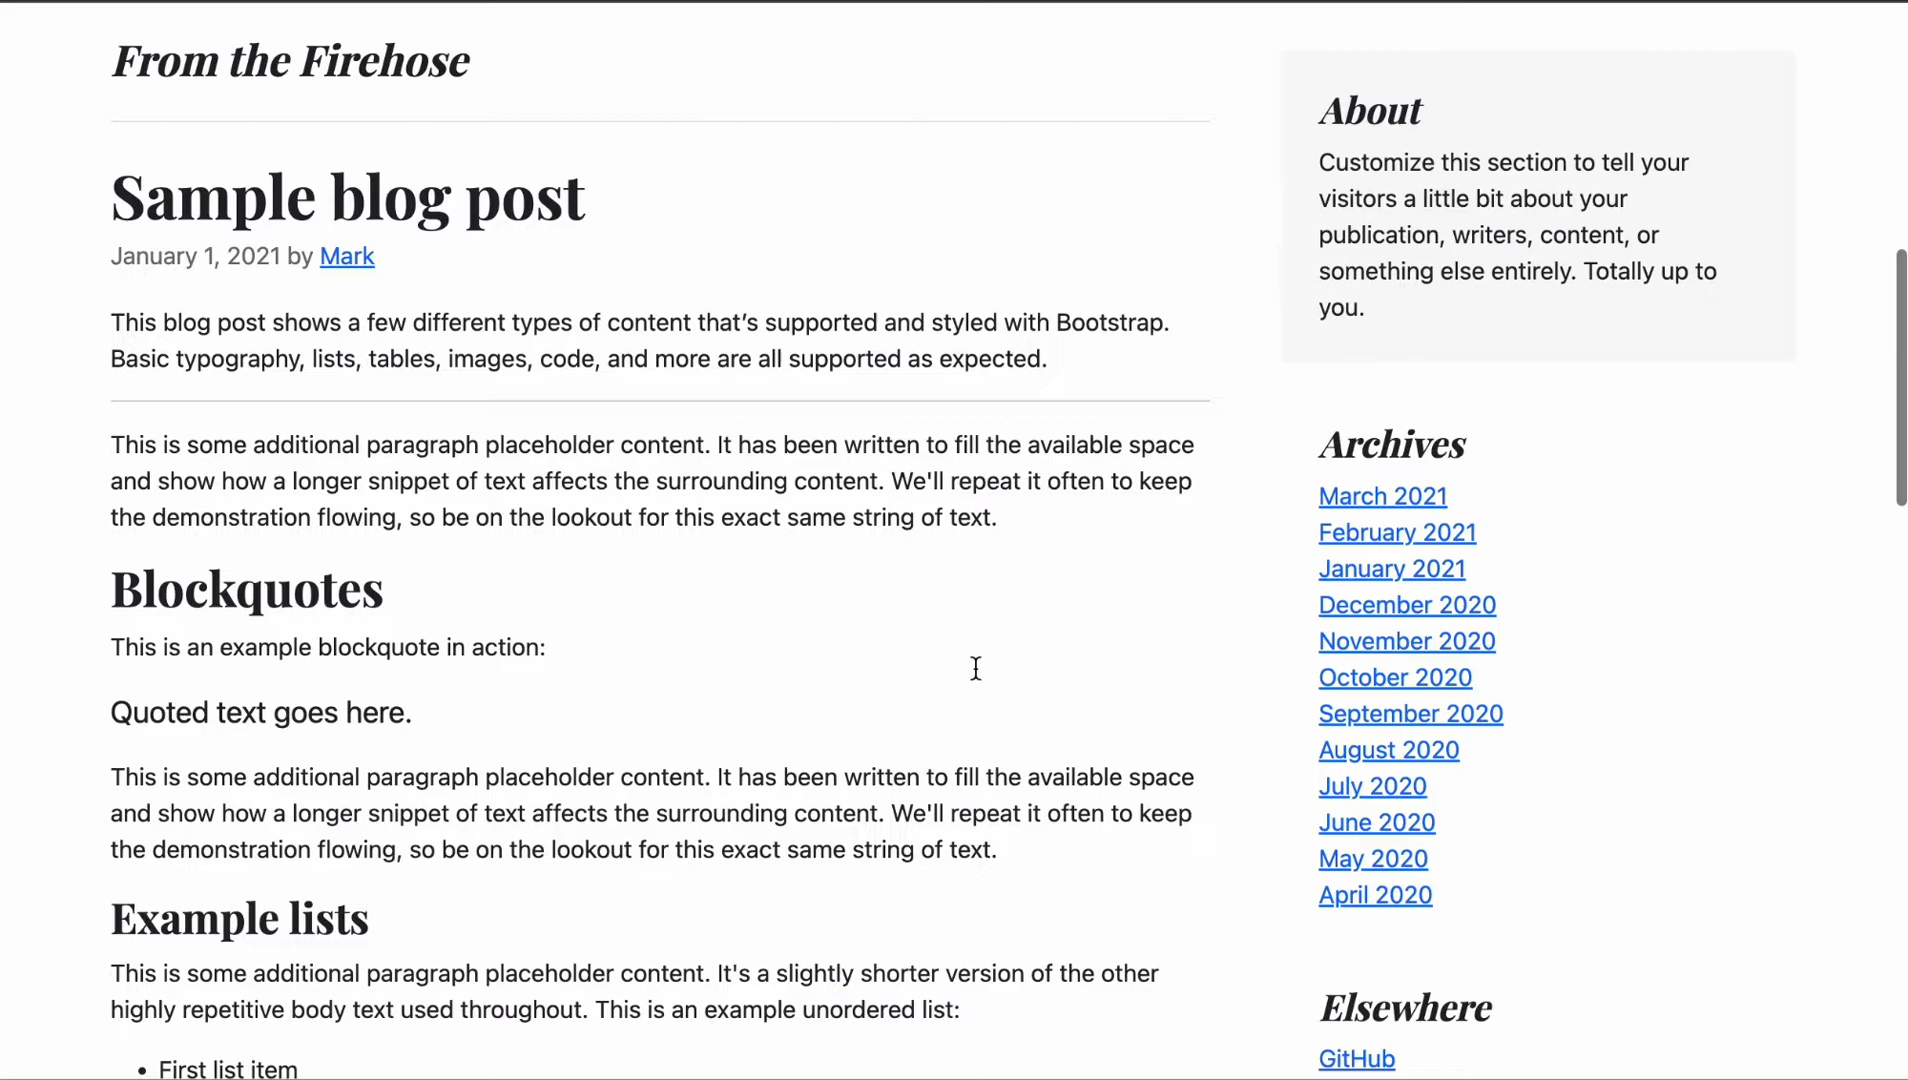 From the Firehose
Sample blog post
January 1, 2021 by Mark
This blog post shows a few different types of content that’s supported and styled with Bootstrap.
Basic typography, lists, tables, images, code, and more are all supported as expected.
This is some additional paragraph placeholder content. It has been written to fill the available space
and show how a longer snippet of text affects the surrounding content. We'll repeat it often to keep
the demonstration flowing, so be on the lookout for this exact same string of text.
Blockquotes
This is an example blockquote in action:
Quoted text goes here.
This is some additional paragraph placeholder content. It has been written to fill the available space
and show how a longer snippet of text affects the surrounding content. We'll repeat it often to keep
the demonstration flowing, so be on the lookout for this exact same string of text.
Example lists
This is some additional paragraph placeholder content. It's a slightly shorter version of the other
highly repetitive body text used throughout. This is an example unordered list:
• First list item
About
Customize this section to tell your
visitors a little bit about your
publication, writers, content, or
something else entirely. Totally up to
you.
Archives
March 2021
February 2021
January 2021
December 2020
November 2020
October 2020
September 2020
August 2020
July 2020
June 2020
May 2020
April 2020
Elsewhere
GitHub